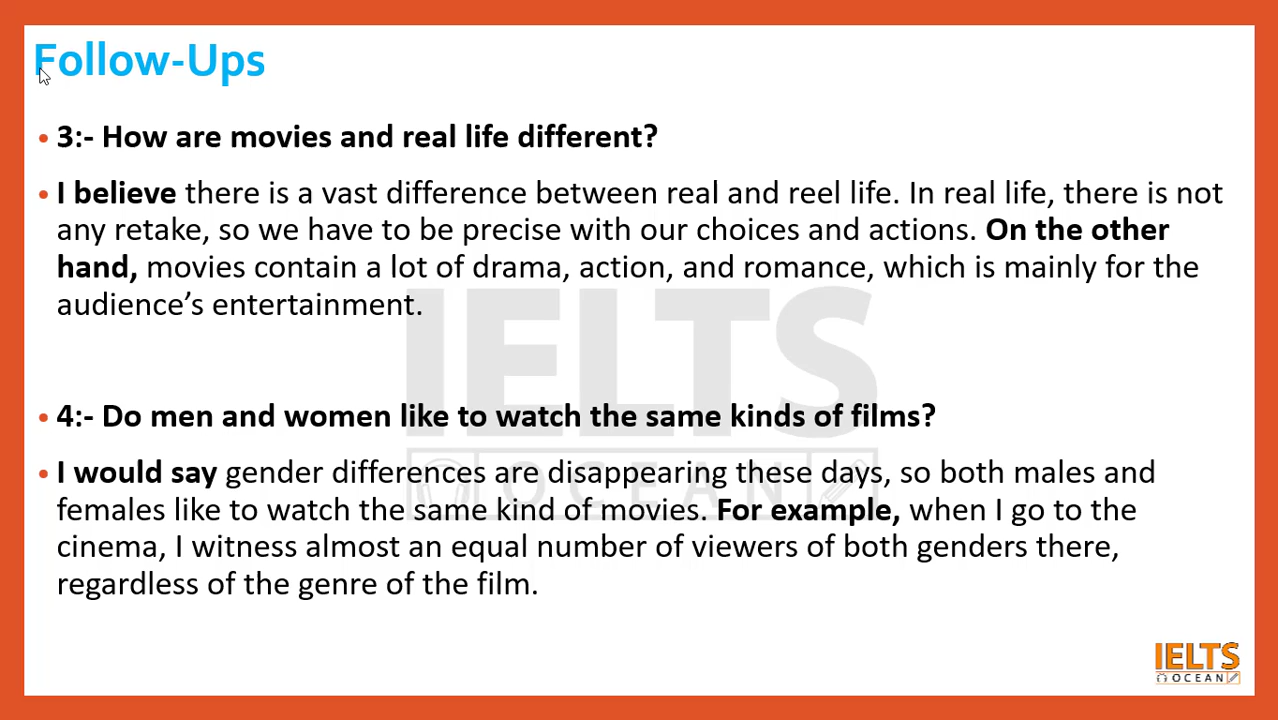 Follow-Ups
• 3:- How are movies and real life different?
• I believe there is a vast difference between real and reel life. In real life, there is not
any retake, so we have to be precise with our choices and actions. On the other
hand, movies contain a lot of drama, action, and romance, which is mainly for the
audience’s entertainment.
IELTS
OCEAN
• 4:- Do men and women like to watch the same kinds of films?
• I would say gender differences are disappearing these days, so both males and
females like to watch the same kind of movies. For example, when I go to the
cinema, I witness almost an equal number of viewers of both genders there,
regardless of the genre of the film.
IELTS
OCEAN